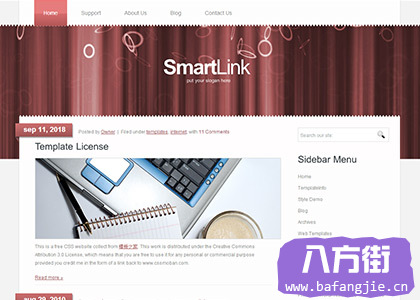 Home Support About Us Blog Contact Us
SmartLink
put your slogan here
sep 11, 2018
Posted by Owner | Filed under templates, internet, with 11 Comments
Search our site:
Template License
Sidebar Menu
Home
TemplateInfo
Style Demo
Blog
Archives
Web Templates
This is a free CSS website collect from 模板之家. This work is distributed under the Creative Commons
Attribution 3.0 License, which means that you are free to use it for any personal or commercial purpose
provided you credit me in the form of a link back to www.cssmoban.com.
Read more »
aug 29, 2010
八方街
www.bafangjie.com.cn